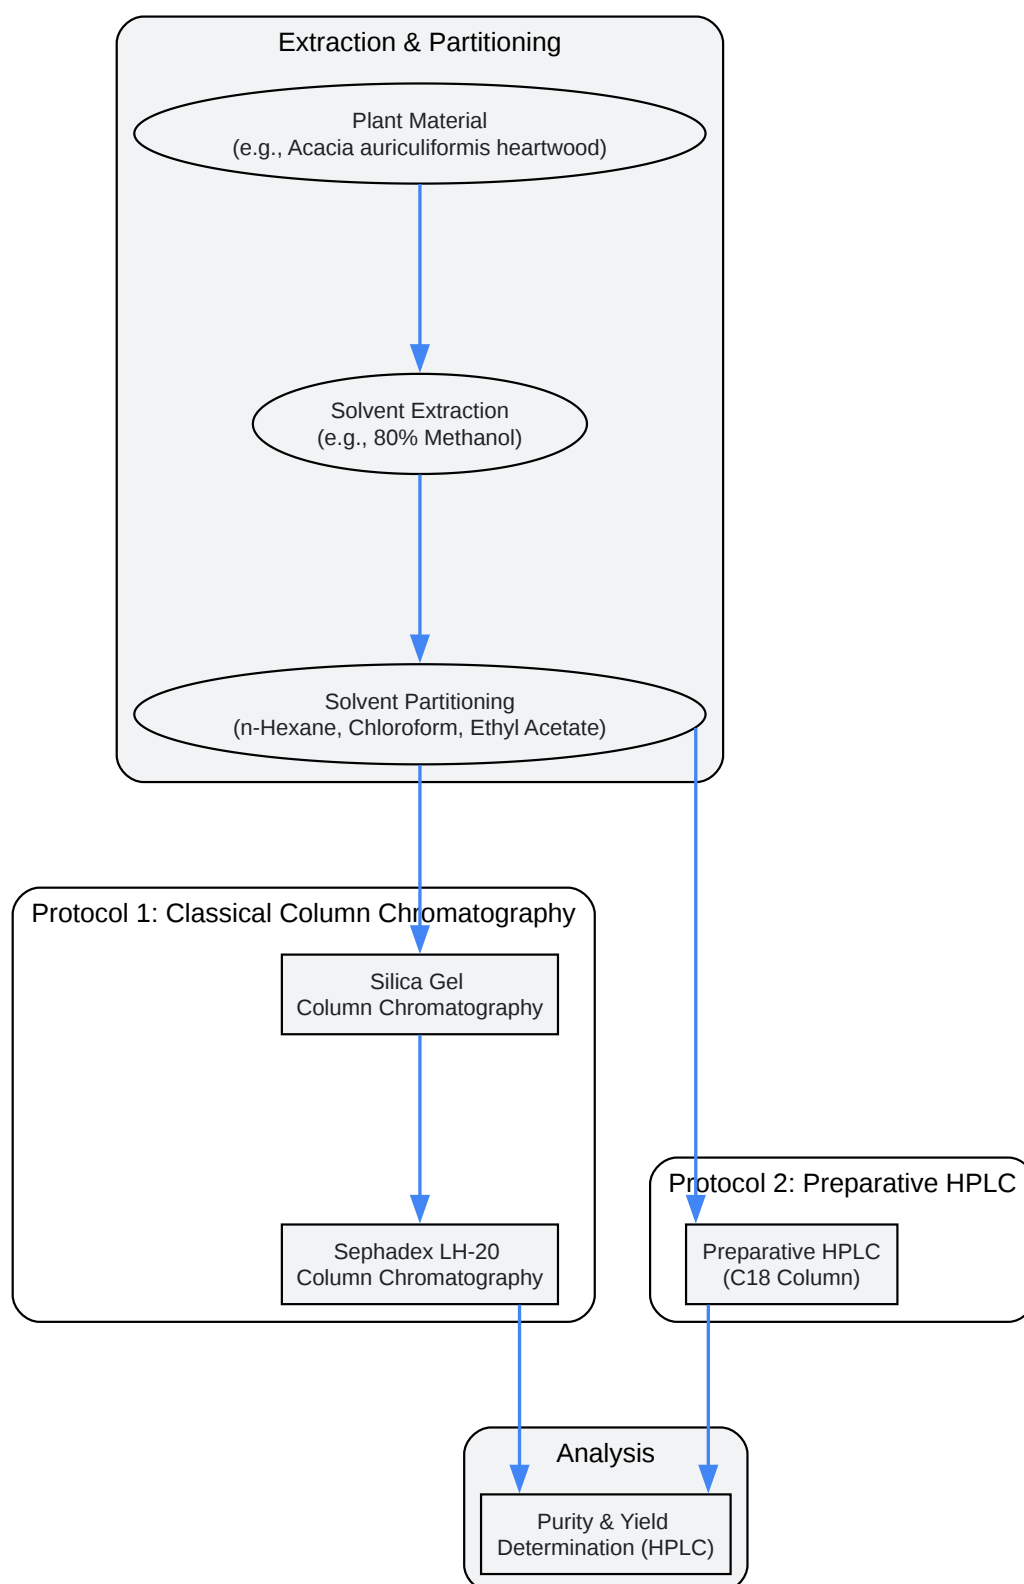 Extraction & Partitioning
Plant Material
(e.g., Acacia auriculiformis heartwood)
Solvent Extraction
(e.g., 80% Methanol)
Solvent Partitioning
(n-Hexane, Chloroform, Ethyl Acetate)
Protocol 1: Classical Column Chromatography
Silica Gel
Column Chromatography
Sephadex LH-20
Column Chromatography
Protocol 2: Preparative HPLC
Preparative HPLC
(C18 Column)
Analysis
Purity & Yield
Determination (HPLC)